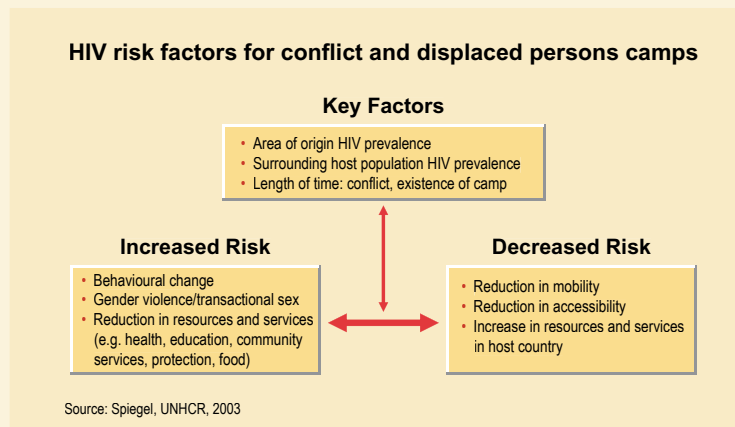 HIV risk factors for conflict and displaced persons camps
Key Factors
• Area of origin HIV prevalence
• Surrounding host population HIV prevalence
• Length of time: conflict, existence of camp
Increased Risk
• Behavioural change
• Gender violence/transactional sex
• Reduction in resources and services
(e.g. health, education, community
services, protection, food)
Decreased Risk
• Reduction in mobility
• Reduction in accessibility
• Increase in resources and services
in host country
Source: Spiegel, UNHCR, 2003